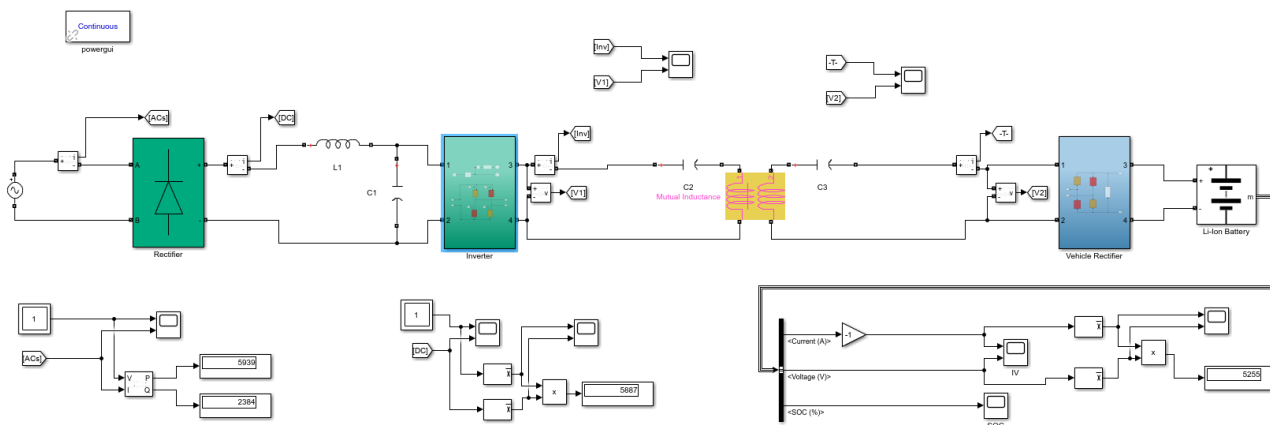 Continuous
powergui
[Inv]
[V1]
-T-
[V2]
[ACs]
[DC]
[Inv]
-T-
i
+
-
A
B
+
-
i
+
-
L1
C1
1
2
3
4
i
+
-
v
+
-
[V1]
C2
Mutual Inductance
C3
i
+
-
v
+
-
[V2]
1
2
3
4
+
-
+
m
Rectifier
Inverter
Vehicle Rectifier
Li-Ion Battery
1
[ACs]
V
I
P
Q
5939
2384
1
[DC]
x
x
x
5887
<Current (A)>
<Voltage (V)>
<SOC (%)>
-1
IV
x
x
x
5255